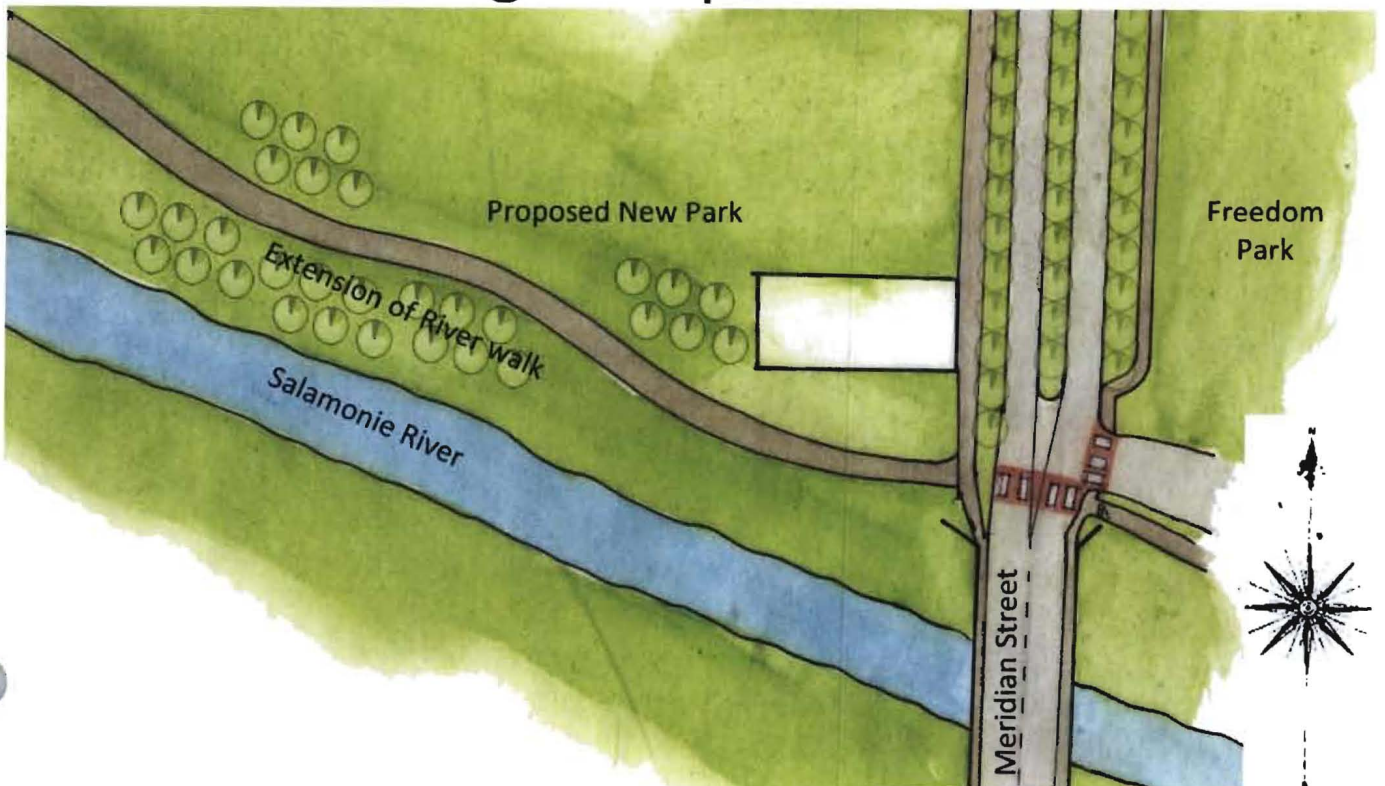 Proposed New Park
Freedom
Park
Extension of River walk
Salamonie River
Meridian Street
N